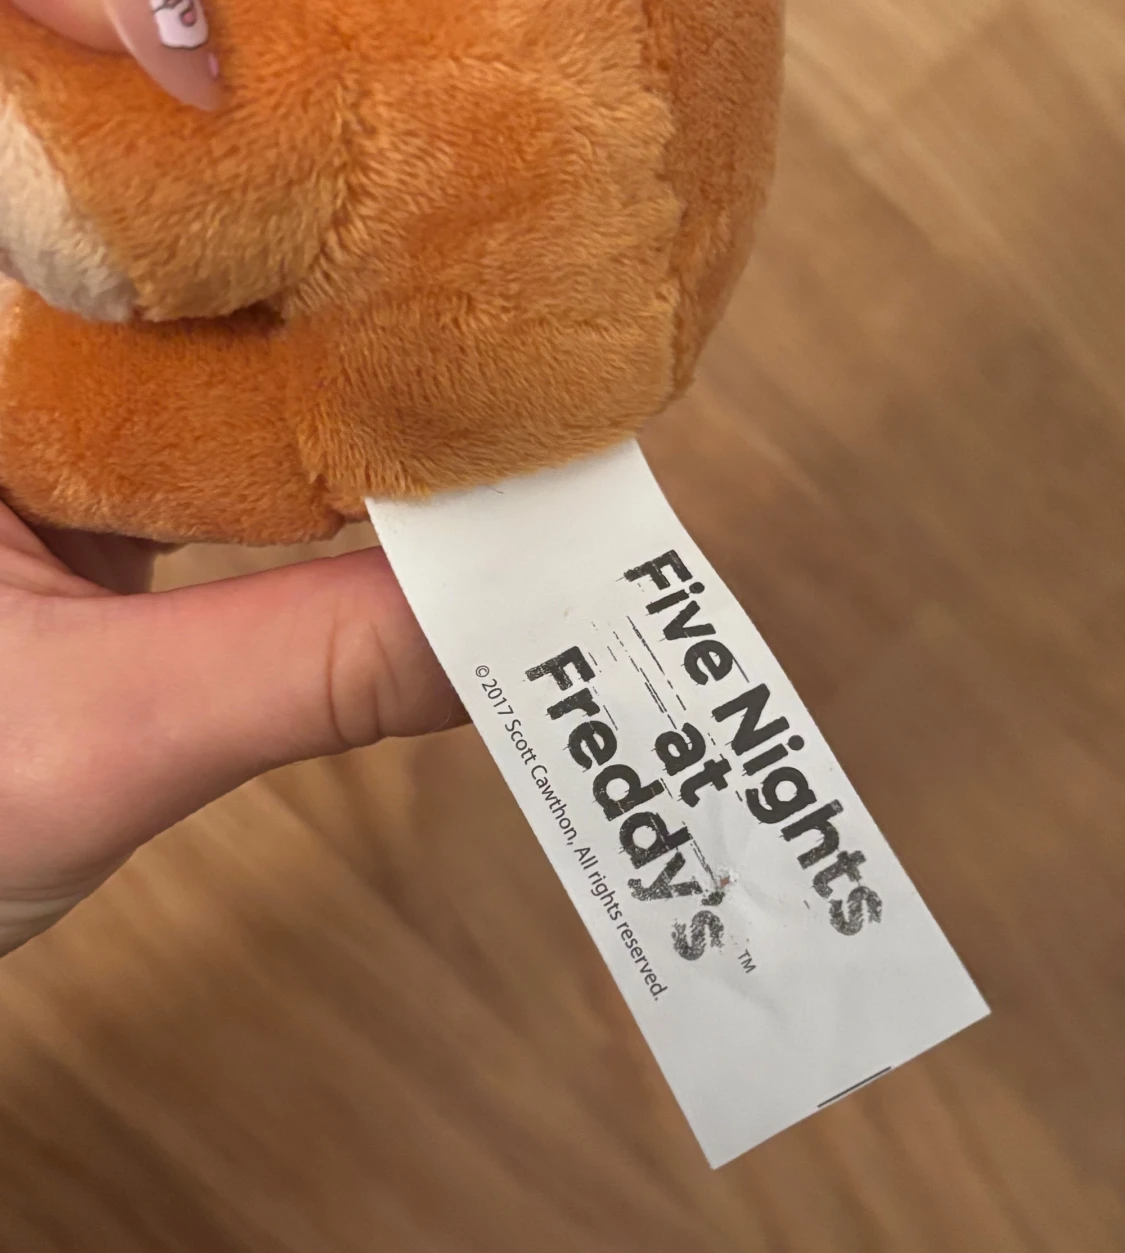 Five Nights
at
Freddy's™
©2017 Scott Cawthon, All rights reserved.